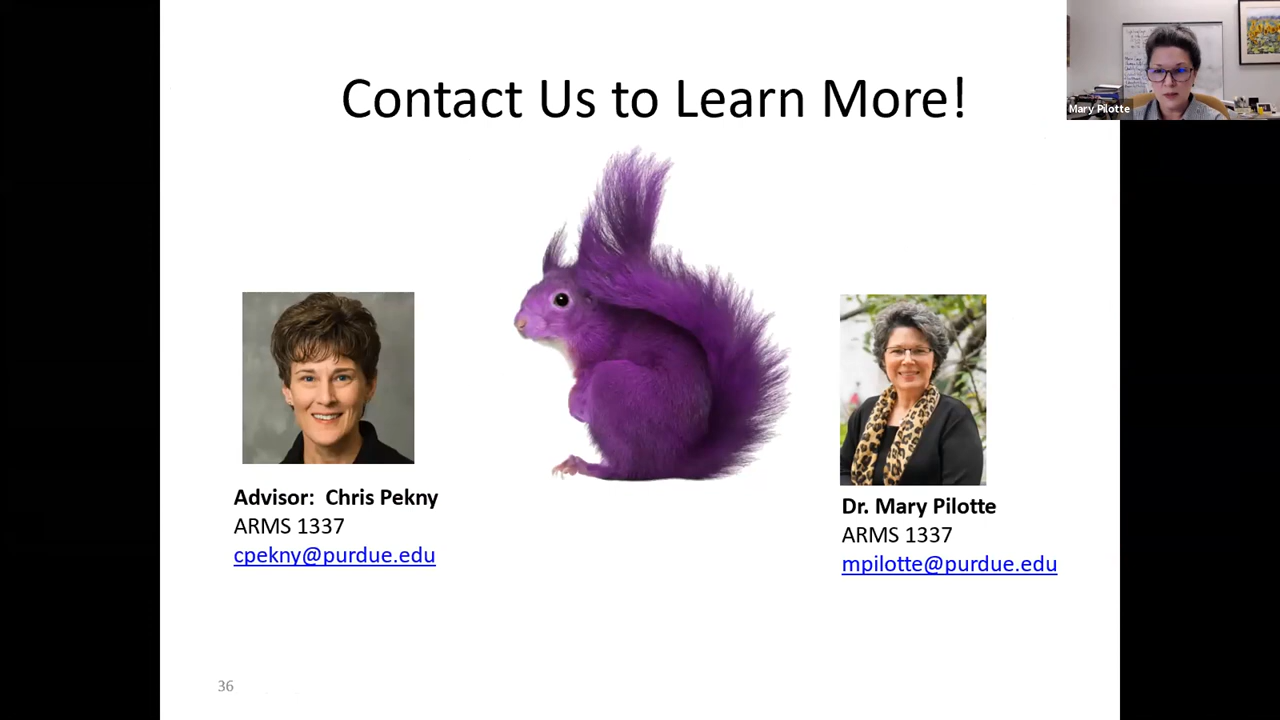 Contact Us to Learn More!
Mary Pilotte
Advisor:  Chris Pekny
ARMS 1337
cpekny@purdue.edu
Dr. Mary Pilotte
ARMS 1337
mpilotte@purdue.edu
36